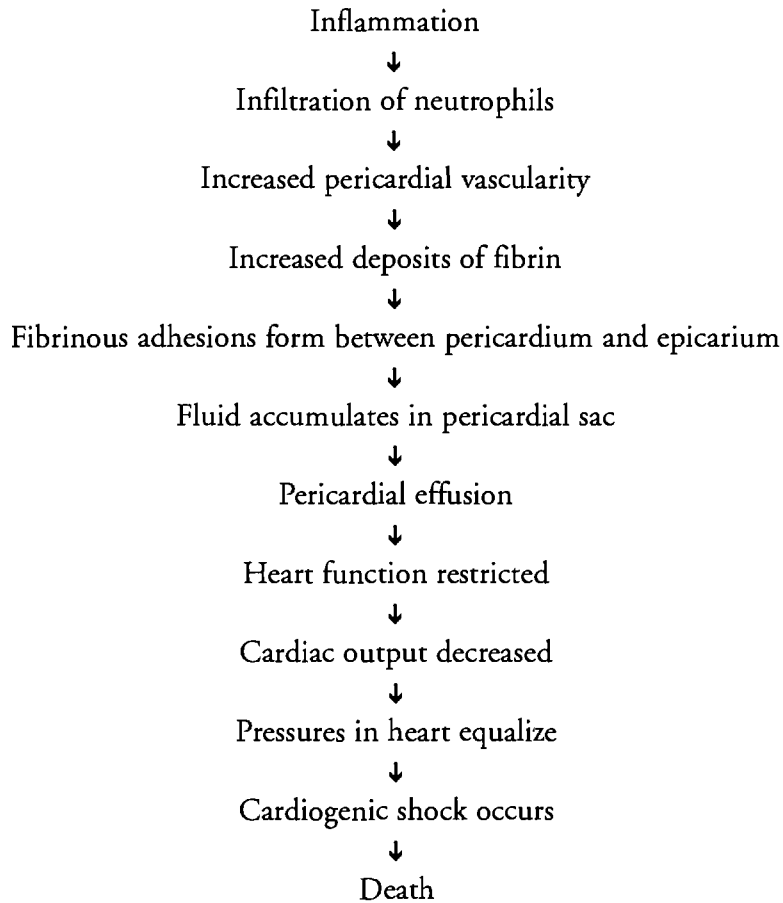 Inflammation
↓
Infiltration of neutrophils
↓
Increased pericardial vascularity
↓
Increased deposits of fibrin
↓
Fibrinous adhesions form between pericardium and epicarium
↓
Fluid accumulates in pericardial sac
↓
Pericardial effusion
↓
Heart function restricted
↓
Cardiac output decreased
↓
Pressures in heart equalize
↓
Cardiogenic shock occurs
↓
Death